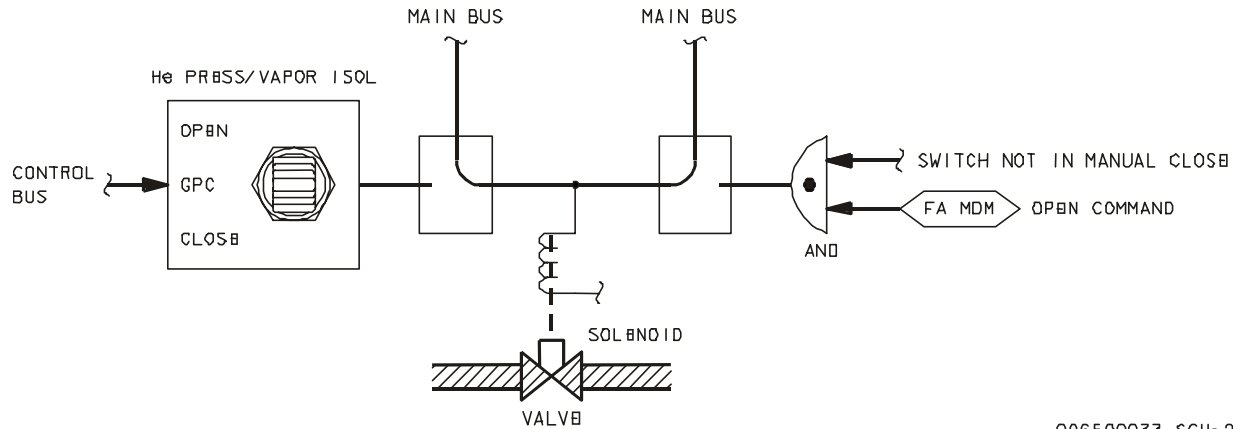 MAIN BUS
MAIN BUS
He PRESS/VAPOR ISOL
OPEN
GPC
CLOSE
CONTROL
BUS
SWITCH NOT IN MANUAL CLOSE
FA MDM
OPEN COMMAND
AND
SOLENOID
VALVE